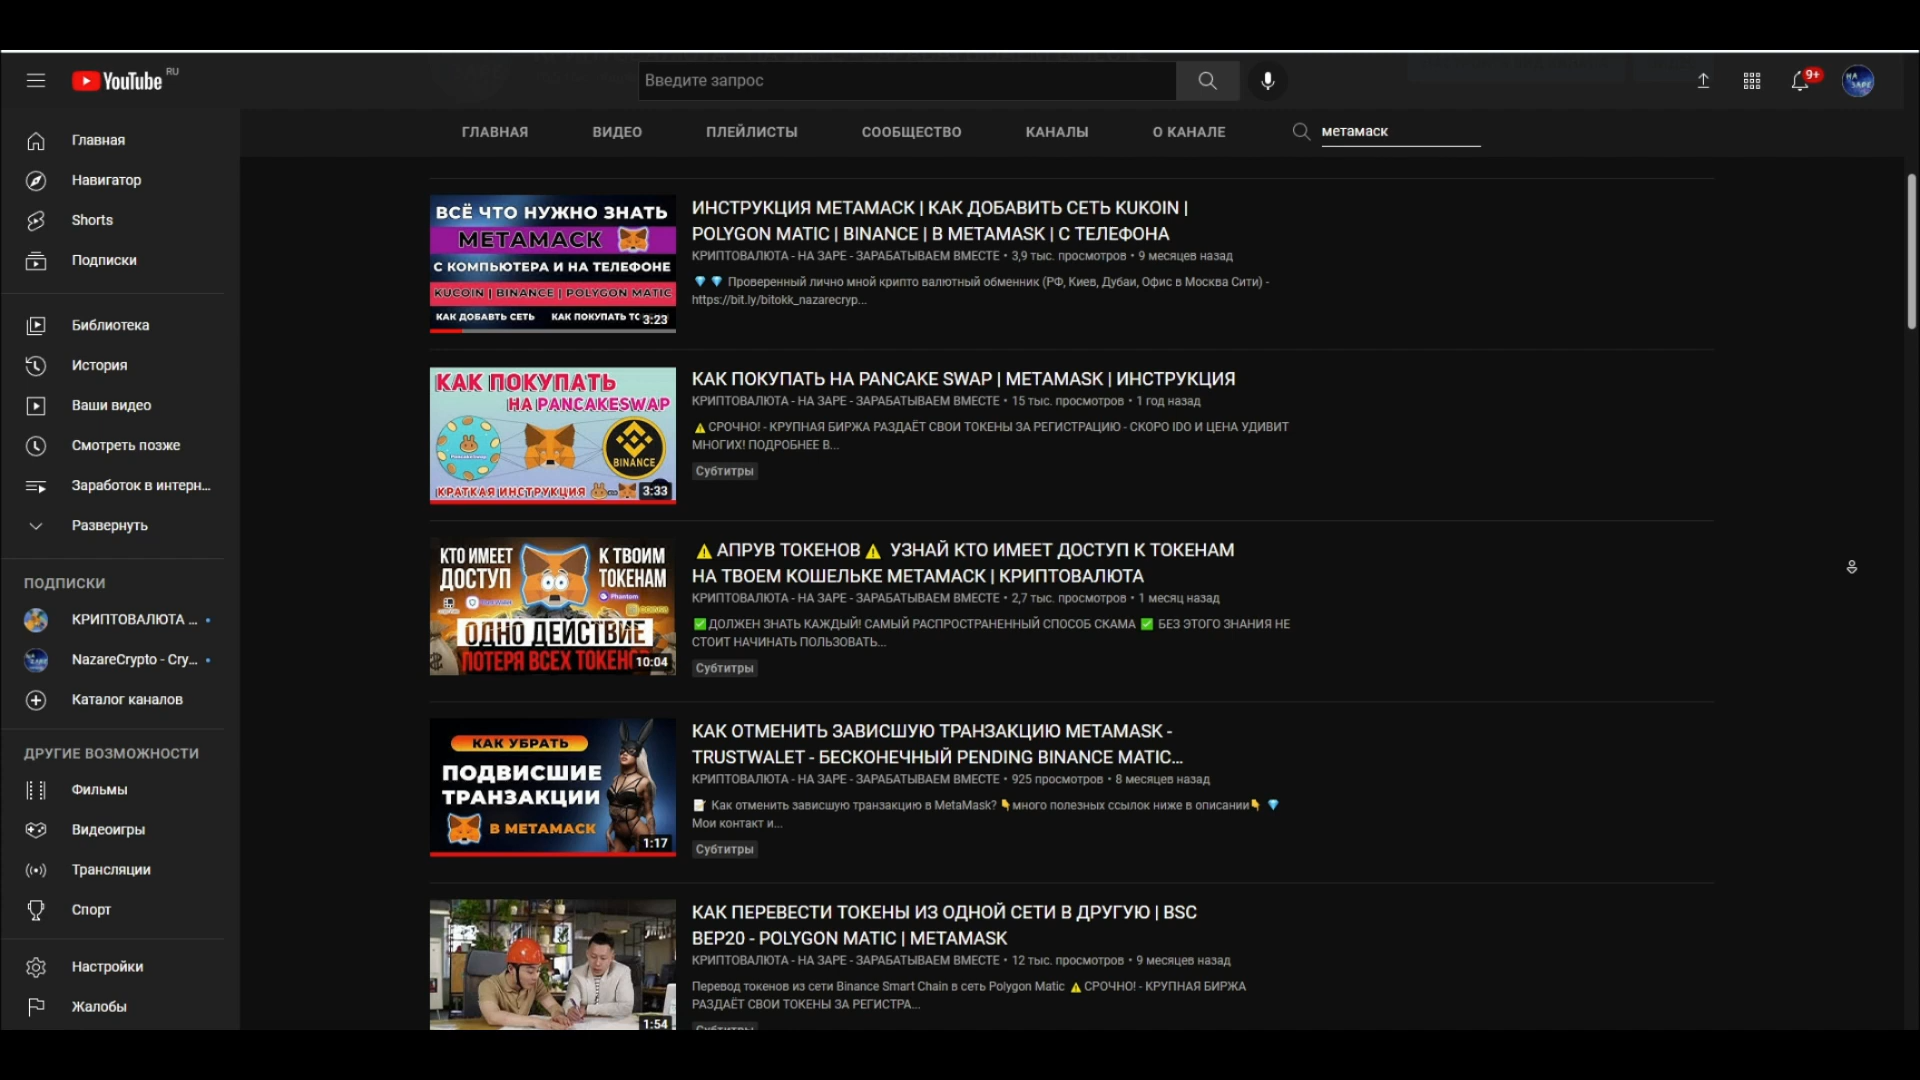 YouTube RU
Введите запрос
9+
НА ЗАРЕ
ГЛАВНАЯ ВИДЕО ПЛЕЙЛИСТЫ СООБЩЕСТВО КАНАЛЫ О КАНАЛЕ метамаск
Главная
Навигатор
Shorts
Подписки
Библиотека
История
Ваши видео
Смотреть позже
Заработок в интерн...
Развернуть
ПОДПИСКИ
КРИПТОВАЛЮТА ...
NazareCrypto - Cry...
Каталог каналов
ДРУГИЕ ВОЗМОЖНОСТИ
Фильмы
Видеоигры
Трансляции
Спорт
Настройки
Жалобы
ВСЁ ЧТО НУЖНО ЗНАТЬ
МЕТАМАСК
С КОМПЬЮТЕРА И НА ТЕЛЕФОНЕ
KUCOIN | BINANCE | POLYGON MATIC
КАК ДОБАВТЬ СЕТЬ КАК ПОКУПАТЬ ТО
3:23
ИНСТРУКЦИЯ МЕТАМАСК | КАК ДОБАВИТЬ СЕТЬ KUKOIN |
POLYGON MATIC | BINANCE | В METAMASK | С ТЕЛЕФОНА
КРИПТОВАЛЮТА - НА ЗАРЕ - ЗАРАБАТЫВАЕМ ВМЕСТЕ • 3,9 тыс. просмотров • 9 месяцев назад
💎 💎 Проверенный лично мной крипто валютный обменник (РФ, Киев, Дубаи, Офис в Москва Сити) -
https://bit.ly/bitokk_nazarecryp...
КАК ПОКУПАТЬ
НА PANCAKESWAP
PancakeSwap
BINANCE
КРАТКАЯ ИНСТРУКЦИЯ
3:33
КАК ПОКУПАТЬ НА PANCAKE SWAP | METAMASK | ИНСТРУКЦИЯ
КРИПТОВАЛЮТА - НА ЗАРЕ - ЗАРАБАТЫВАЕМ ВМЕСТЕ • 15 тыс. просмотров • 1 год назад
⚠️ СРОЧНО! - КРУПНАЯ БИРЖА РАЗДАЁТ СВОИ ТОКЕНЫ ЗА РЕГИСТРАЦИЮ - СКОРО IDO И ЦЕНА УДИВИТ
МНОГИХ! ПОДРОБНЕЕ В...
Субтитры
КТО ИМЕЕТ К ТВОИМ
ДОСТУП ТОКЕНАМ
Phantom
ОДНО ДЕЙСТВИЕ
ПОТЕРЯ ВСЕХ ТОКЕНОВ
10:04
⚠️ АПРУВ ТОКЕНОВ⚠️ УЗНАЙ КТО ИМЕЕТ ДОСТУП К ТОКЕНАМ
НА ТВОЕМ КОШЕЛЬКЕ МЕТАМАСК | КРИПТОВАЛЮТА
КРИПТОВАЛЮТА - НА ЗАРЕ - ЗАРАБАТЫВАЕМ ВМЕСТЕ • 2,7 тыс. просмотров • 1 месяц назад
✅ ДОЛЖЕН ЗНАТЬ КАЖДЫЙ! САМЫЙ РАСПРОСТРАНЕННЫЙ СПОСОБ СКАМА ✅ БЕЗ ЭТОГО ЗНАНИЯ НЕ
СТОИТ НАЧИНАТЬ ПОЛЬЗОВАТЬ...
Субтитры
КАК УБРАТЬ
ПОДВИСШИЕ
ТРАНЗАКЦИИ
В МЕТАМАСК
1:17
КАК ОТМЕНИТЬ ЗАВИСШУЮ ТРАНЗАКЦИЮ METAMASK -
TRUSTWALET - БЕСКОНЕЧНЫЙ PENDING BINANCE MATIC...
КРИПТОВАЛЮТА - НА ЗАРЕ - ЗАРАБАТЫВАЕМ ВМЕСТЕ • 925 просмотров • 8 месяцев назад
📝 Как отменить зависшую транзакцию в MetaMask? 👇много полезных ссылок ниже в описании👇 💎
Мои контакт и...
Субтитры
1:54
КАК ПЕРЕВЕСТИ ТОКЕНЫ ИЗ ОДНОЙ СЕТИ В ДРУГУЮ | BSC
BEP20 - POLYGON MATIC | METAMASK
КРИПТОВАЛЮТА - НА ЗАРЕ - ЗАРАБАТЫВАЕМ ВМЕСТЕ • 12 тыс. просмотров • 9 месяцев назад
Перевод токенов из сети Binance Smart Chain в сеть Polygon Matic ⚠️ СРОЧНО! - КРУПНАЯ БИРЖА
РАЗДАЁТ СВОИ ТОКЕНЫ ЗА РЕГИСТРА...
Субтитры